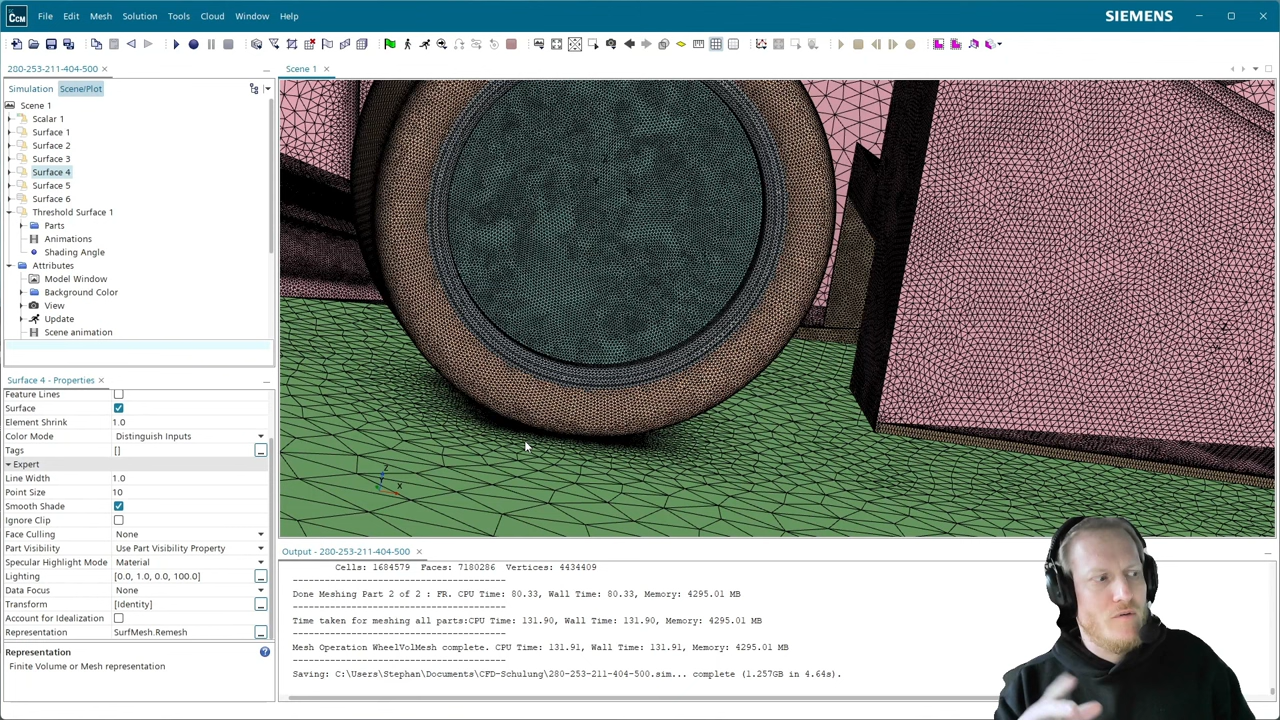 CCM
File Edit Mesh Solution Tools Cloud Window Help
SIEMENS
280-253-211-404-500
Simulation Scene/Plot
Scene 1
Scalar 1
Surface 1
Surface 2
Surface 3
Surface 4
Surface 5
Surface 6
Threshold Surface 1
Parts
Animations
Shading Angle
Attributes
Model Window
Background Color
View
Update
Scene animation
Surface 4 - Properties
Feature Lines
Surface
Element Shrink 1.0
Color Mode Distinguish Inputs
Tags []
Expert
Line Width 1.0
Point Size 10
Smooth Shade
Ignore Clip
Face Culling None
Part Visibility Use Part Visibility Property
Specular Highlight Mode Material
Lighting [0.0, 1.0, 0.0, 100.0]
Data Focus None
Transform [Identity]
Account for Idealization
Representation SurfMesh.Remesh
Representation
Finite Volume or Mesh representation
Scene 1
Z
X
Output - 280-253-211-404-500
Cells: 1684579 Faces: 7180286 Vertices: 4434409
----------------------------------------
Done Meshing Part 2 of 2 : FR. CPU Time: 80.33, Wall Time: 80.33, Memory: 4295.01 MB
----------------------------------------
Time taken for meshing all parts:CPU Time: 131.90, Wall Time: 131.90, Memory: 4295.01 MB
----------------------------------------
Mesh Operation WheelVolMesh complete. CPU Time: 131.91, Wall Time: 131.91, Memory: 4295.01 MB
----------------------------------------
Saving: C:\Users\Stephan\Documents\CFD-Schulung\280-253-211-404-500.sim... complete (1.257GB in 4.64s).